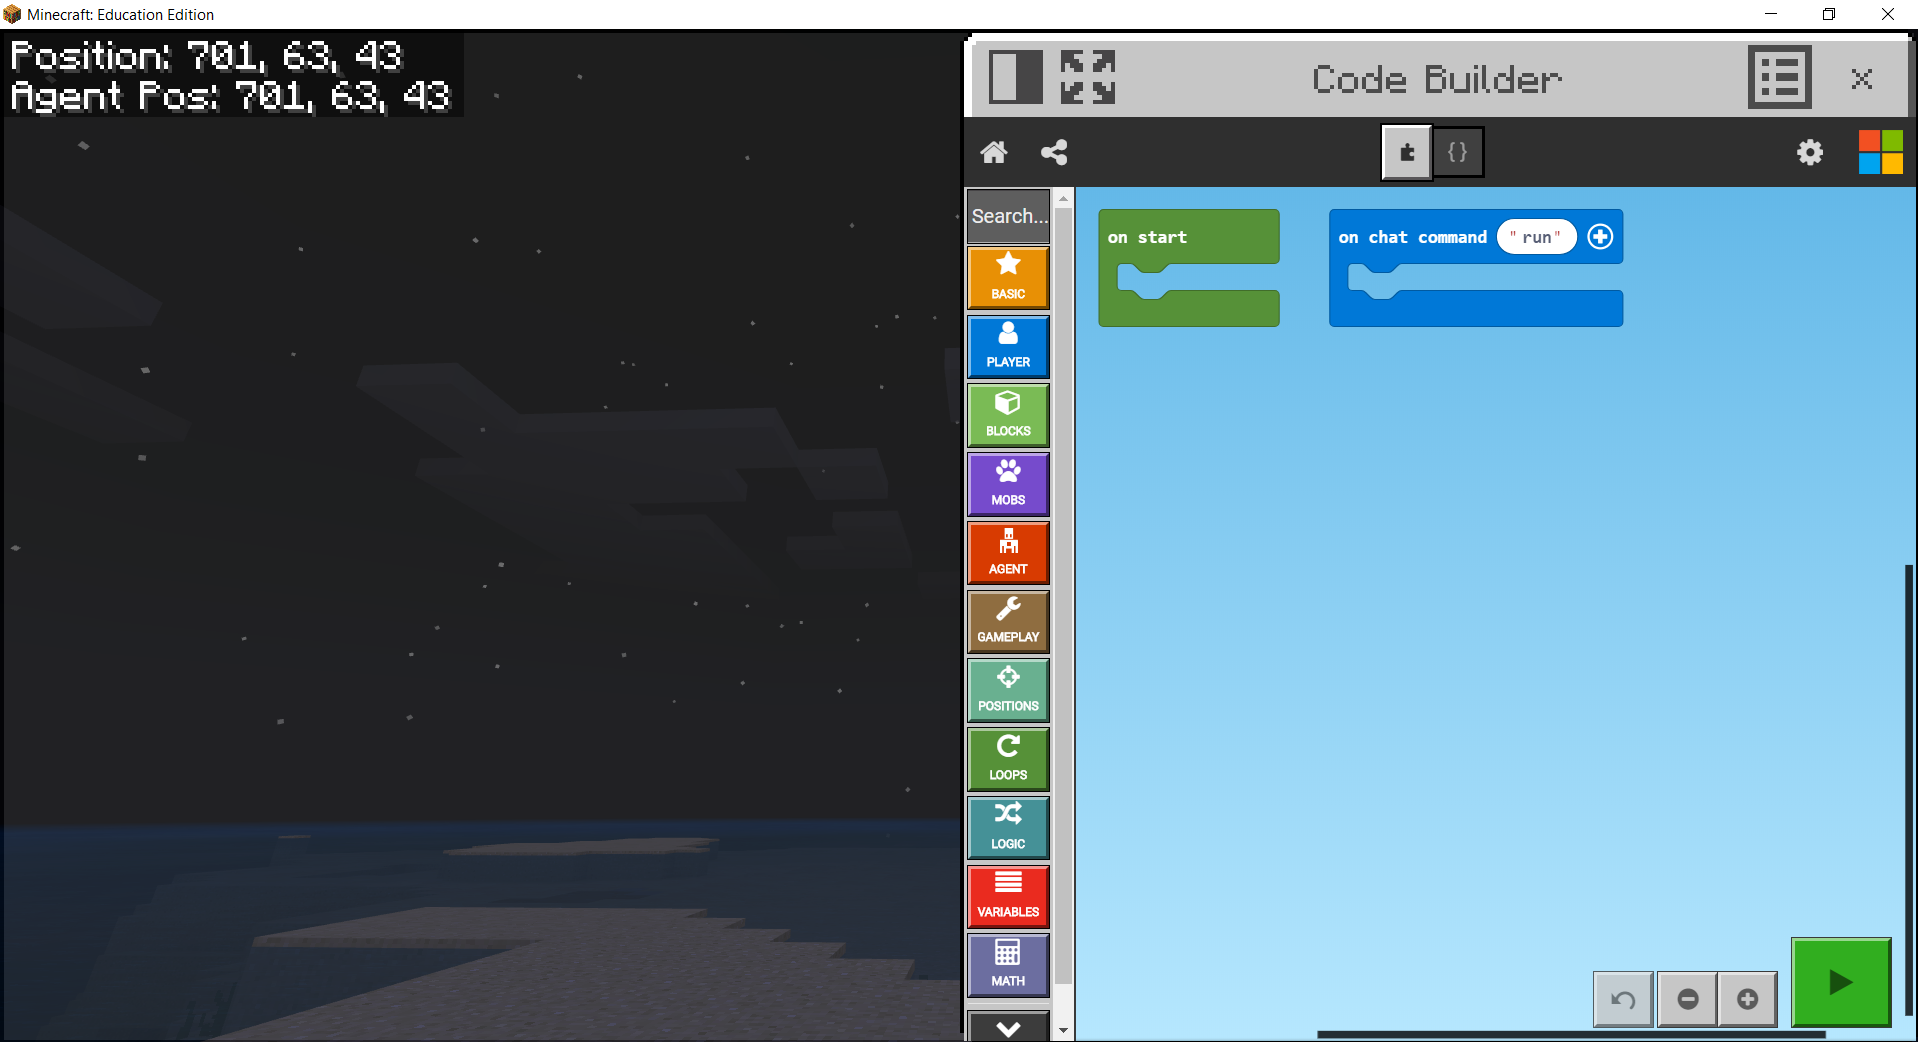 Minecraft: Education Edition
Position: 701, 63, 43
Agent Pos: 701, 63, 43
Code Builder
{}
Search...
BASIC
PLAYER
BLOCKS
MOBS
AGENT
GAMEPLAY
POSITIONS
LOOPS
LOGIC
VARIABLES
MATH
on start
on chat command "run"